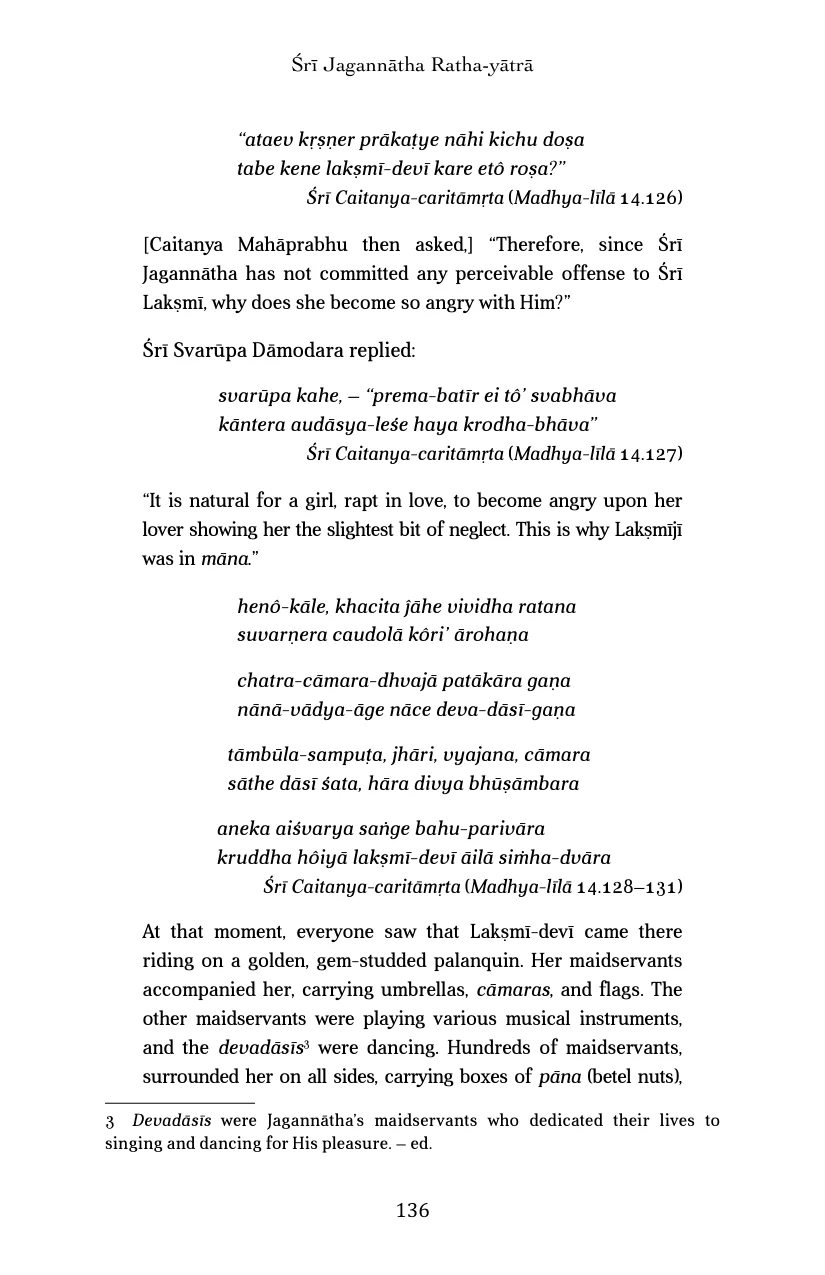 Śrī Jagannātha Ratha-yātrā
“ataev kṛṣṇer prākaṭye nāhi kichu doṣa
tabe kene lakṣmī-devī kare etô roṣa?”
Śrī Caitanya-caritāmṛta (Madhya-līlā 14.126)
[Caitanya Mahāprabhu then asked,] “Therefore, since Śrī
Jagannātha has not committed any perceivable offense to Śrī
Lakṣmī, why does she become so angry with Him?”
Śrī Svarūpa Dāmodara replied:
svarūpa kahe, – “prema-batīr ei tô’ svabhāva
kāntera audāsya-leśe haya krodha-bhāva”
Śrī Caitanya-caritāmṛta (Madhya-līlā 14.127)
“It is natural for a girl, rapt in love, to become angry upon her
lover showing her the slightest bit of neglect. This is why Lakṣmījī
was in māna.”
henô-kāle, khacita ĵāhe vividha ratana
suvarṇera caudolā kôri’ ārohaṇa
chatra-cāmara-dhvajā patākāra gaṇa
nānā-vādya-āge nāce deva-dāsī-gaṇa
tāmbūla-sampuṭa, jhāri, vyajana, cāmara
sāthe dāsī śata, hāra divya bhūṣāmbara
aneka aiśvarya saṅge bahu-parivāra
kruddha hôiyā lakṣmī-devī āilā siṁha-dvāra
Śrī Caitanya-caritāmṛta (Madhya-līlā 14.128–131)
At that moment, everyone saw that Lakṣmī-devī came there
riding on a golden, gem-studded palanquin. Her maidservants
accompanied her, carrying umbrellas, cāmaras, and flags. The
other maidservants were playing various musical instruments,
and the devadāsīs³ were dancing. Hundreds of maidservants,
surrounded her on all sides, carrying boxes of pāna (betel nuts),
3 Devadāsīs were Jagannātha’s maidservants who dedicated their lives to
singing and dancing for His pleasure. – ed.
136